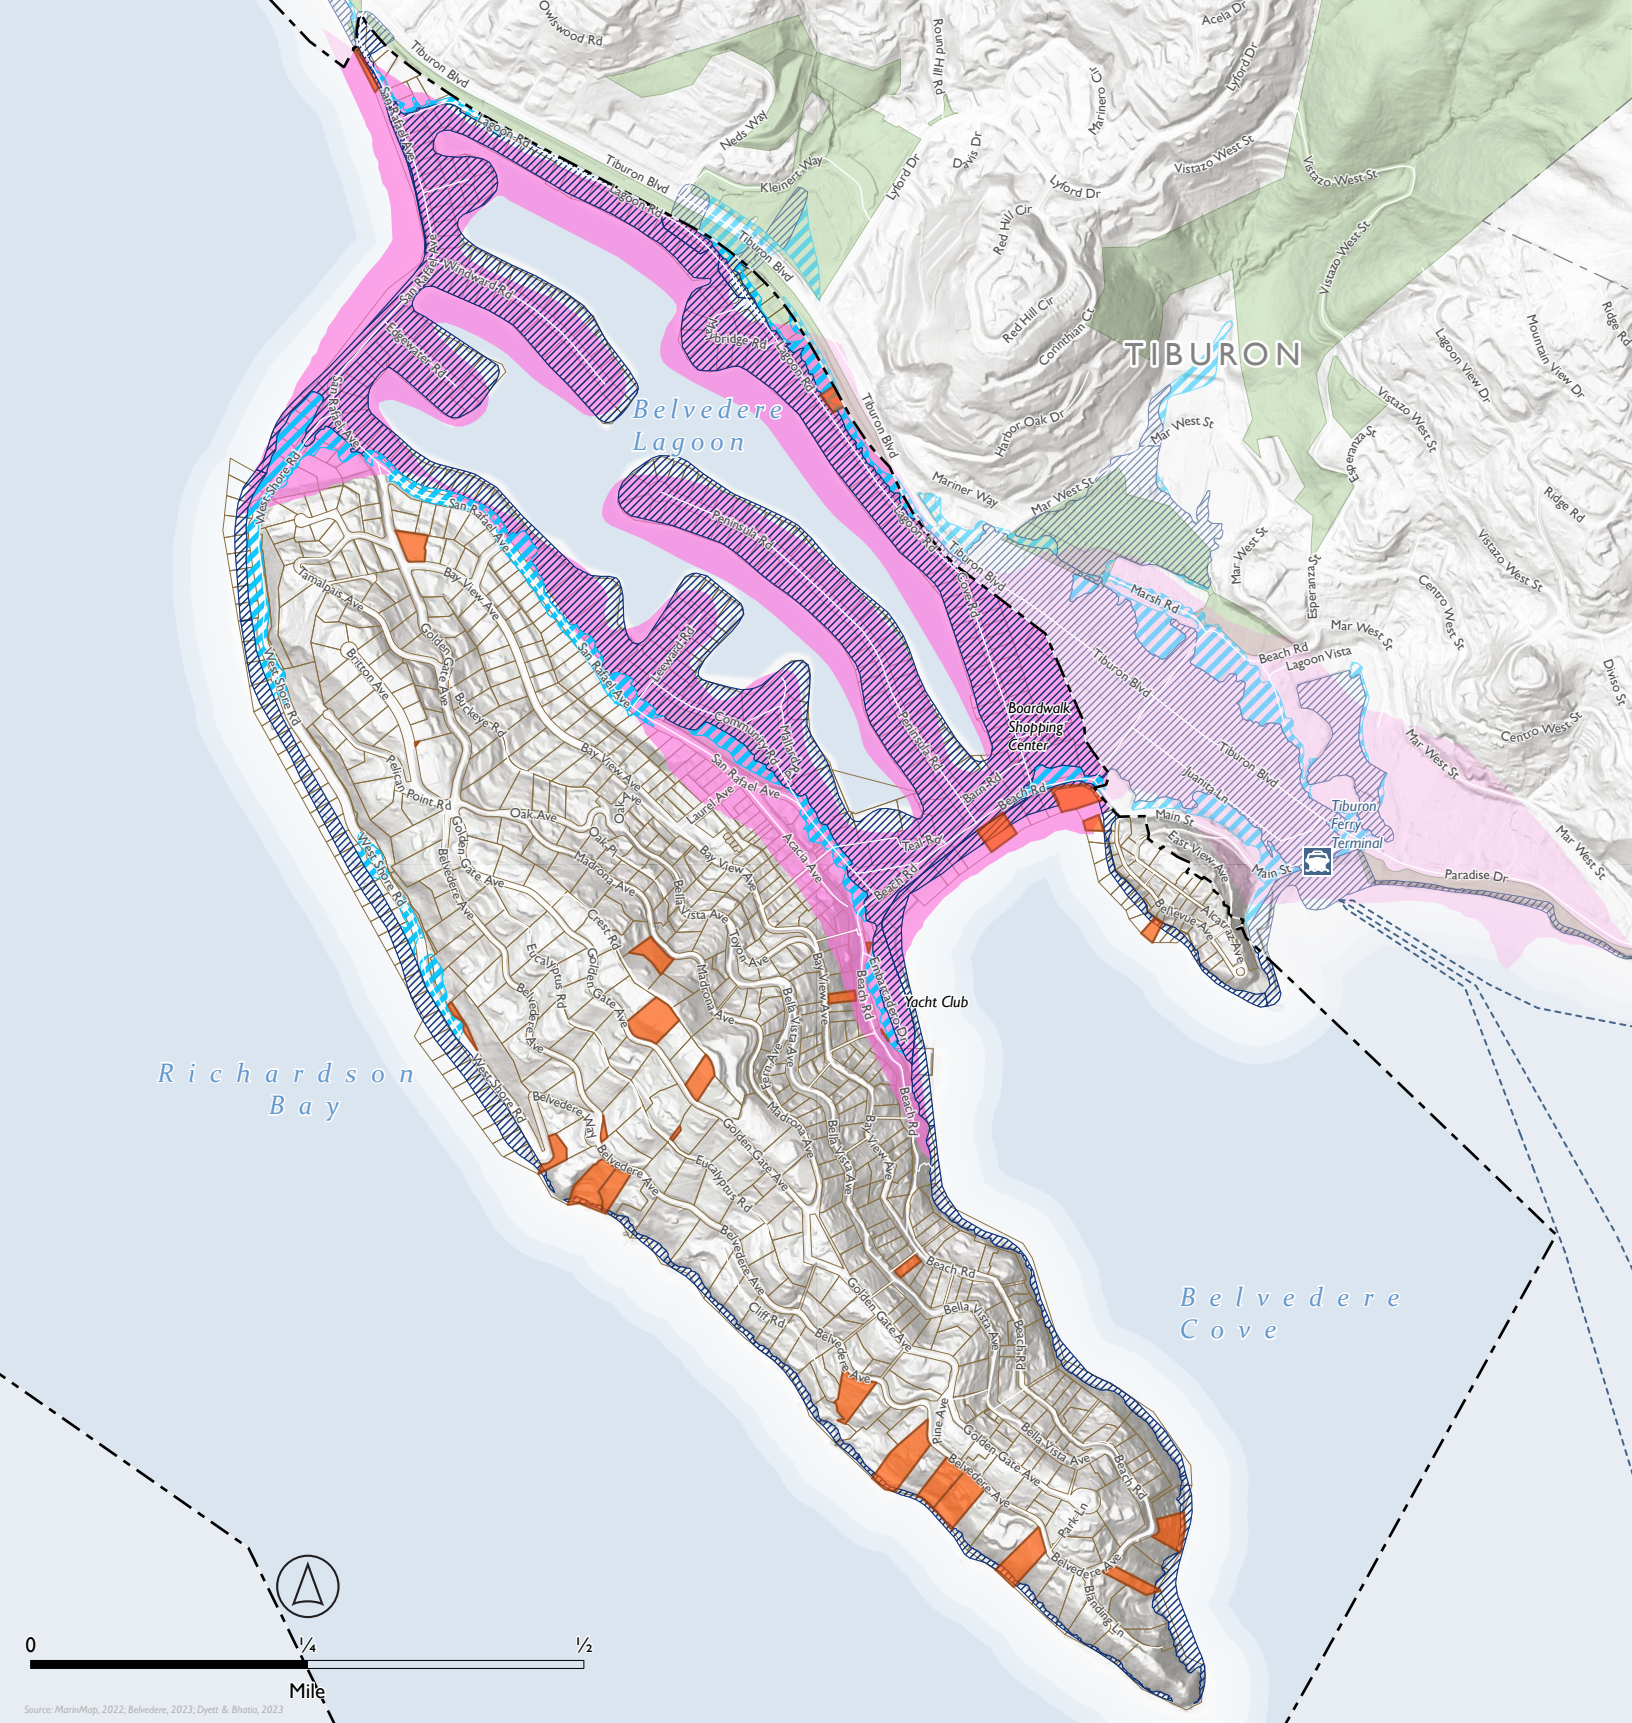 Owlswood Rd
Tiburon Blvd
Round Hill Rd
Acela Dr
Lyford Dr
Marinero Cir
Neds Way
San Rafael Ave
Lagoon Rd
Tiburon Blvd
Kleinert Way
Lyford Dr
Davis Dr
Lyford Dr
Vistazo West St
Vistazo West St
Lagoon Rd
Red Hill Cir
Tiburon Blvd
San Rafael Ave
Windward Rd
Vistazo West St
Edgewater Rd
Maybridge Rd
Lagoon Rd
Red Hill Cir
Corinthian Ct
TIBURON
Lagoon View Dr
Mountain View Dr
Ridge Rd
San Rafael Ave
Belvedere
Lagoon
Tiburon Blvd
Harbor Oak Dr
Mar West St
Vistazo West St
Esperanza St
West Shore Rd
San Rafael Ave
Peninsula Rd
Mariner Way
Mar West St
Lagoon Rd
Tiburon Blvd
Mar West St
Ridge Rd
Vistazo West St
Tamalpais Ave
Bay View Ave
Cove Rd
Marsh Rd
Esperanza St
Centro West St
Mar West St
Golden Gate Ave
Britton Ave
San Rafael Ave
Leeward Rd
Beach Rd
Lagoon Vista
Tiburon Blvd
Diviso St
West Shore Rd
Buckeye Rd
Community Rd
Mallard Rd
Peninsula Rd
Boardwalk
Shopping
Center
Centro West St
Mar West St
Pelican Point Rd
Bay View Ave
San Rafael Ave
Barn Rd
Beach Rd
Tiburon Blvd
Juanita Ln
Oak Ave
Oak Ave
Laurel Ave
Main St
Tiburon
Ferry
Terminal
Mar West St
West Shore Rd
Golden Gate Ave
Belvedere Ave
Oak Pl
Madrona Ave
Bay View Ave
Acacia Ave
Teal Rd
Beach Rd
East View Ave
Main St
Paradise Dr
Bella Vista Ave
Crest Rd
Toyon Ave
Bellevue Ave
Alcatraz Ave
Eucalyptus Rd
Golden Gate Ave
Madrona Ave
Bay View Ave
Beach Rd
Embarcadero Dr
Yacht Club
Belvedere Ave
Bella Vista Ave
Fern Ave
Richardson
Bay
West Shore Rd
Belvedere Way
Belvedere Ave
Madrona Ave
Golden Gate Ave
Eucalyptus Rd
Bella Vista Ave
Bay View Ave
Beach Rd
Belvedere Ave
Cliff Rd
Beach Rd
Golden Gate Ave
Bella Vista Ave
Beach Rd
Belvedere
Cove
Belvedere Ave
Pine Ave
Golden Gate Ave
Bella Vista Ave
Beach Rd
Belvedere Ave
Park Ln
Belvedere Ave
Blanding Ln
0
¼
½
Mile
Source: MarinMap, 2022; Belvedere, 2023; Dyett & Bhatia, 2023